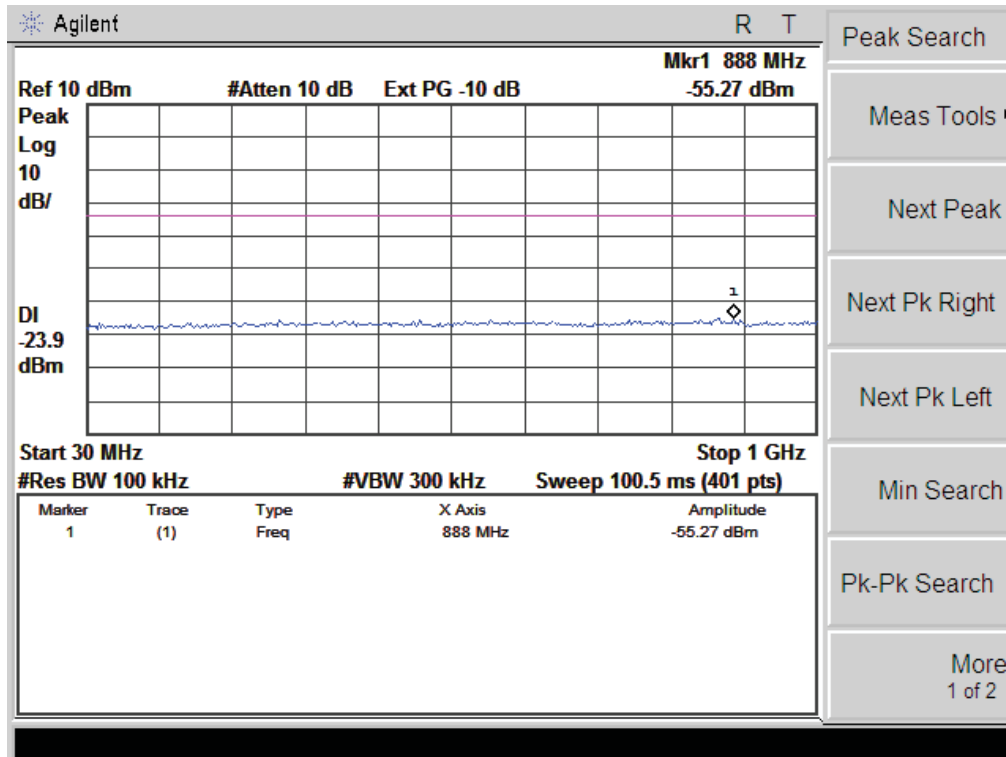 Agilent R T
Mkr1 888 MHz
Ref 10 dBm #Atten 10 dB Ext PG -10 dB -55.27 dBm
Peak
Log
10
dB/
1
DI
-23.9
dBm
Start 30 MHz Stop 1 GHz
#Res BW 100 kHz #VBW 300 kHz Sweep 100.5 ms (401 pts)
Marker Trace Type X Axis Amplitude
1 (1) Freq 888 MHz -55.27 dBm
Peak Search
Meas Tools
Next Peak
Next Pk Right
Next Pk Left
Min Search
Pk-Pk Search
More
1 of 2